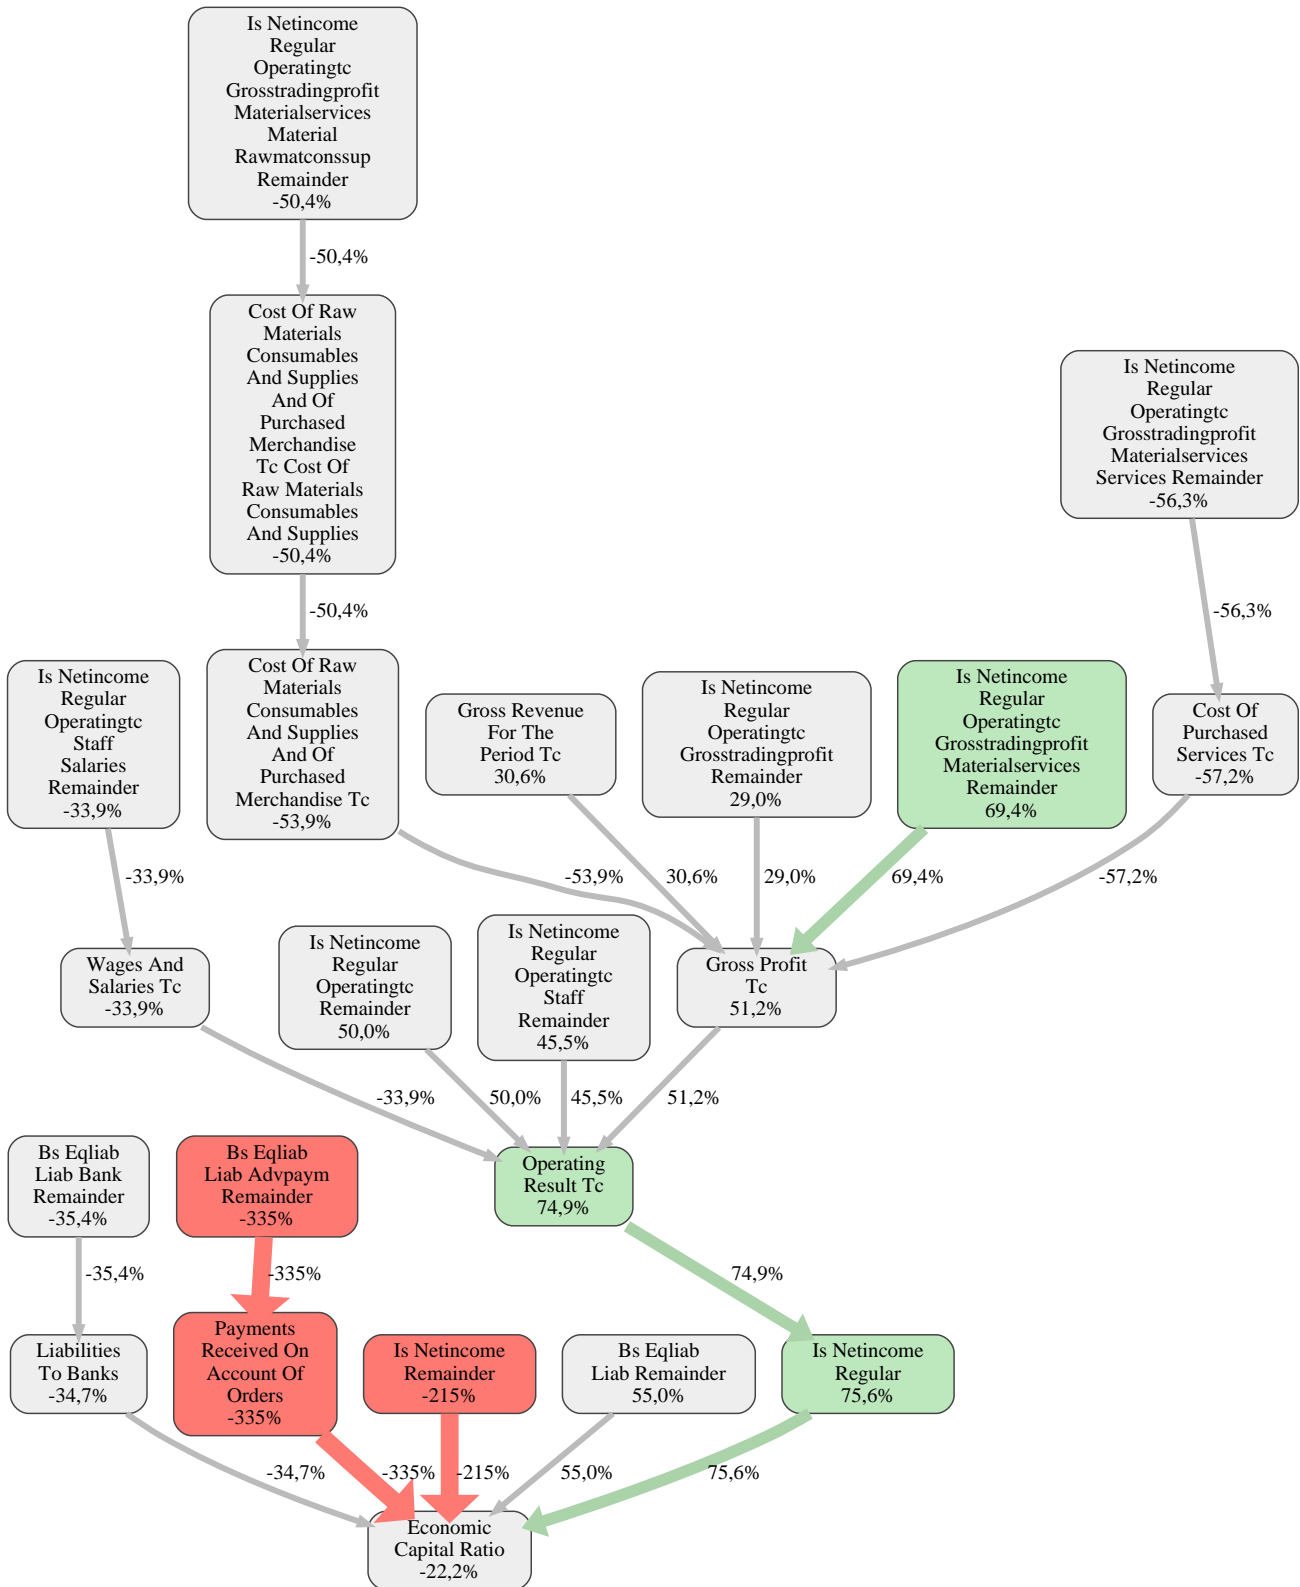 Is Netincome
Regular
Operatingtc
Grosstradingprofit
Materialservices
Material
Rawmatconssup
Remainder
-50,4%
-50,4%
Cost Of Raw
Materials
Consumables
And Supplies
And Of
Purchased
Merchandise
Tc Cost Of
Raw Materials
Consumables
And Supplies
-50,4%
Is Netincome
Regular
Operatingtc
Grosstradingprofit
Materialservices
Services Remainder
-56,3%
-50,4%
-56,3%
Is Netincome
Regular
Operatingtc
Staff
Salaries
Remainder
-33,9%
Cost Of Raw
Materials
Consumables
And Supplies
And Of
Purchased
Merchandise Tc
-53,9%
Gross Revenue
For The
Period Tc
30,6%
Is Netincome
Regular
Operatingtc
Grosstradingprofit
Remainder
29,0%
Is Netincome
Regular
Operatingtc
Grosstradingprofit
Materialservices
Remainder
69,4%
Cost Of
Purchased
Services Tc
-57,2%
-33,9%
-53,9%
30,6%
29,0%
69,4%
-57,2%
Wages And
Salaries Tc
-33,9%
Is Netincome
Regular
Operatingtc
Remainder
50,0%
Is Netincome
Regular
Operatingtc
Staff
Remainder
45,5%
Gross Profit
Tc
51,2%
-33,9%
50,0%
45,5%
51,2%
Bs Eqliab
Liab Bank
Remainder
-35,4%
Bs Eqliab
Liab Advpaym
Remainder
-335%
Operating
Result Tc
74,9%
-35,4%
-335%
74,9%
Liabilities
To Banks
-34,7%
Payments
Received On
Account Of
Orders
-335%
Is Netincome
Remainder
-215%
Bs Eqliab
Liab Remainder
55,0%
Is Netincome
Regular
75,6%
-34,7%
-335%
-215%
55,0%
75,6%
Economic
Capital Ratio
-22,2%